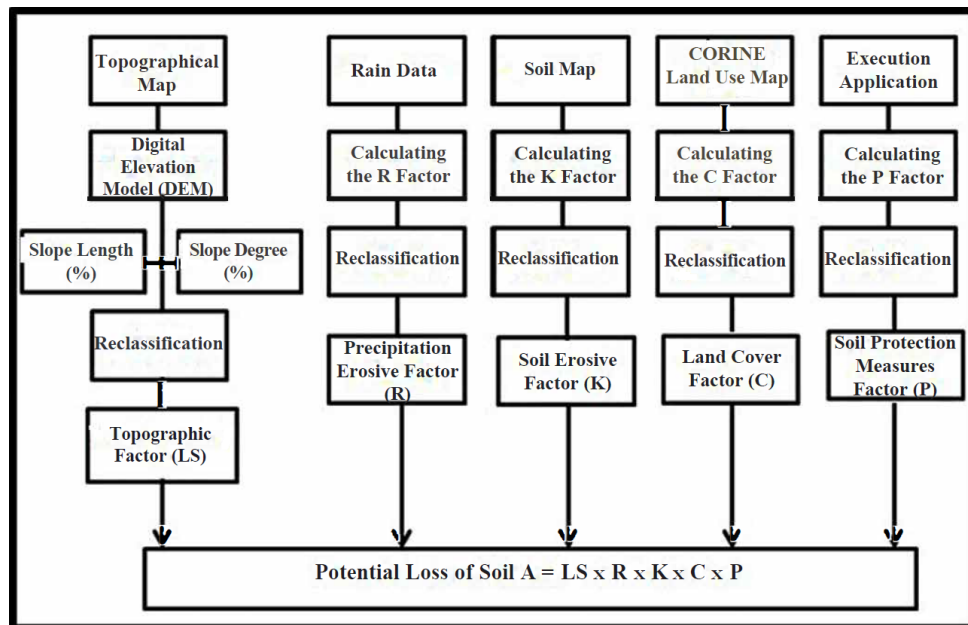 Topographical
Map
Rain Data
Soil Map
CORINE
Land Use Map
Execution
Application
Digital
Elevation
Model (DEM)
Calculating
the R Factor
Calculating
the K Factor
Calculating
the C Factor
Calculating
the P Factor
Slope Length
(%)
Slope Degree
(%)
Reclassification
Reclassification
Reclassification
Reclassification
Reclassification
Precipitation
Erosive Factor
(R)
Soil Erosive
Factor (K)
Land Cover
Factor (C)
Soil Protection
Measures
Factor (P)
Topographic
Factor (LS)
Potential Loss of Soil A = LS x R x K x C x P